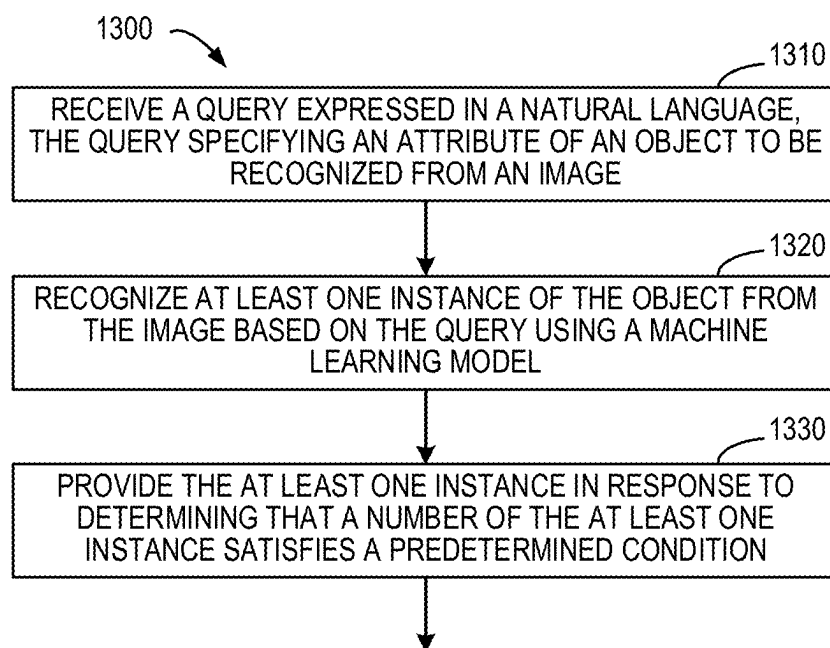 1300
1310
RECEIVE A QUERY EXPRESSED IN A NATURAL LANGUAGE,
THE QUERY SPECIFYING AN ATTRIBUTE OF AN OBJECT TO BE
RECOGNIZED FROM AN IMAGE
1320
RECOGNIZE AT LEAST ONE INSTANCE OF THE OBJECT FROM
THE IMAGE BASED ON THE QUERY USING A MACHINE
LEARNING MODEL
1330
PROVIDE THE AT LEAST ONE INSTANCE IN RESPONSE TO
DETERMINING THAT A NUMBER OF THE AT LEAST ONE
INSTANCE SATISFIES A PREDETERMINED CONDITION